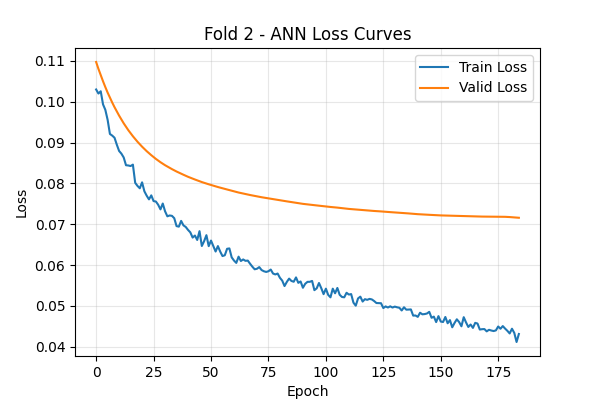 Fold 2 - ANN Loss Curves
Train Loss
Valid Loss
Loss
0.11
0.10
0.09
0.08
0.07
0.06
0.05
0.04
0 25 50 75 100 125 150 175
Epoch